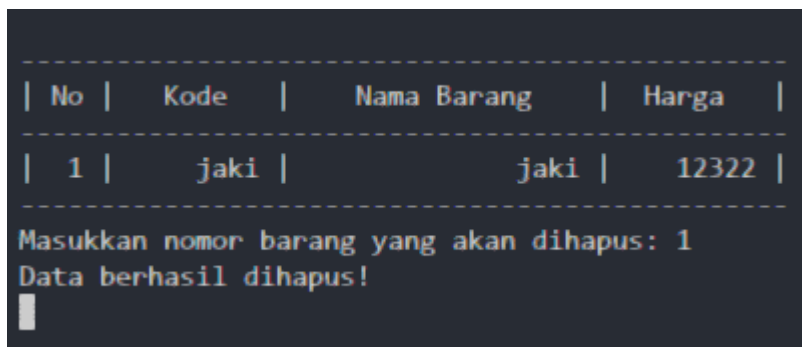 ---------------------------------------------------
| No |   Kode   |    Nama Barang    |  Harga   |
---------------------------------------------------
|  1 |     jaki |              jaki |    12322 |
---------------------------------------------------
Masukkan nomor barang yang akan dihapus: 1
Data berhasil dihapus!